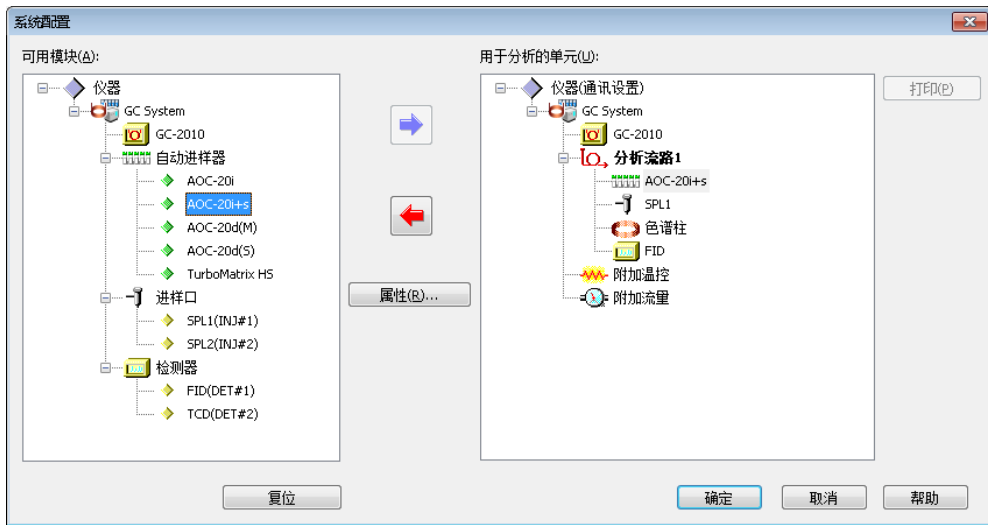 系统配置
可用模块(A):
仪器
GC System
GC-2010
自动进样器
AOC-20i
AOC-20i+s
AOC-20d(M)
AOC-20d(S)
TurboMatrix HS
进样口
SPL1(INJ#1)
SPL2(INJ#2)
检测器
FID(DET#1)
TCD(DET#2)
复位
属性(R)...
用于分析的单元(U):
仪器(通讯设置)
GC System
GC-2010
分析流路1
AOC-20i+s
SPL1
色谱柱
FID
附加温控
附加流量
打印(P)
确定
取消
帮助